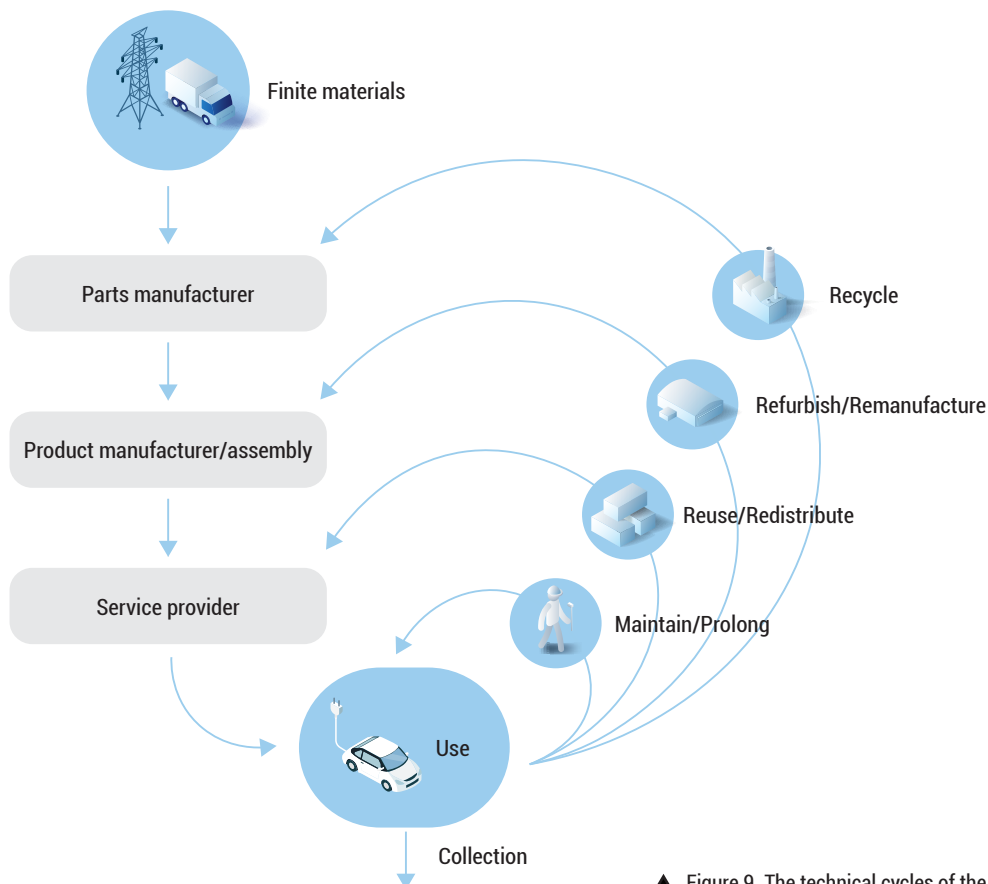 Finite materials
Parts manufacturer
Recycle
Refurbish/Remanufacture
Product manufacturer/assembly
Reuse/Redistribute
Service provider
Maintain/Prolong
Use
Collection
▲ Figure 9. The technical cycles of the